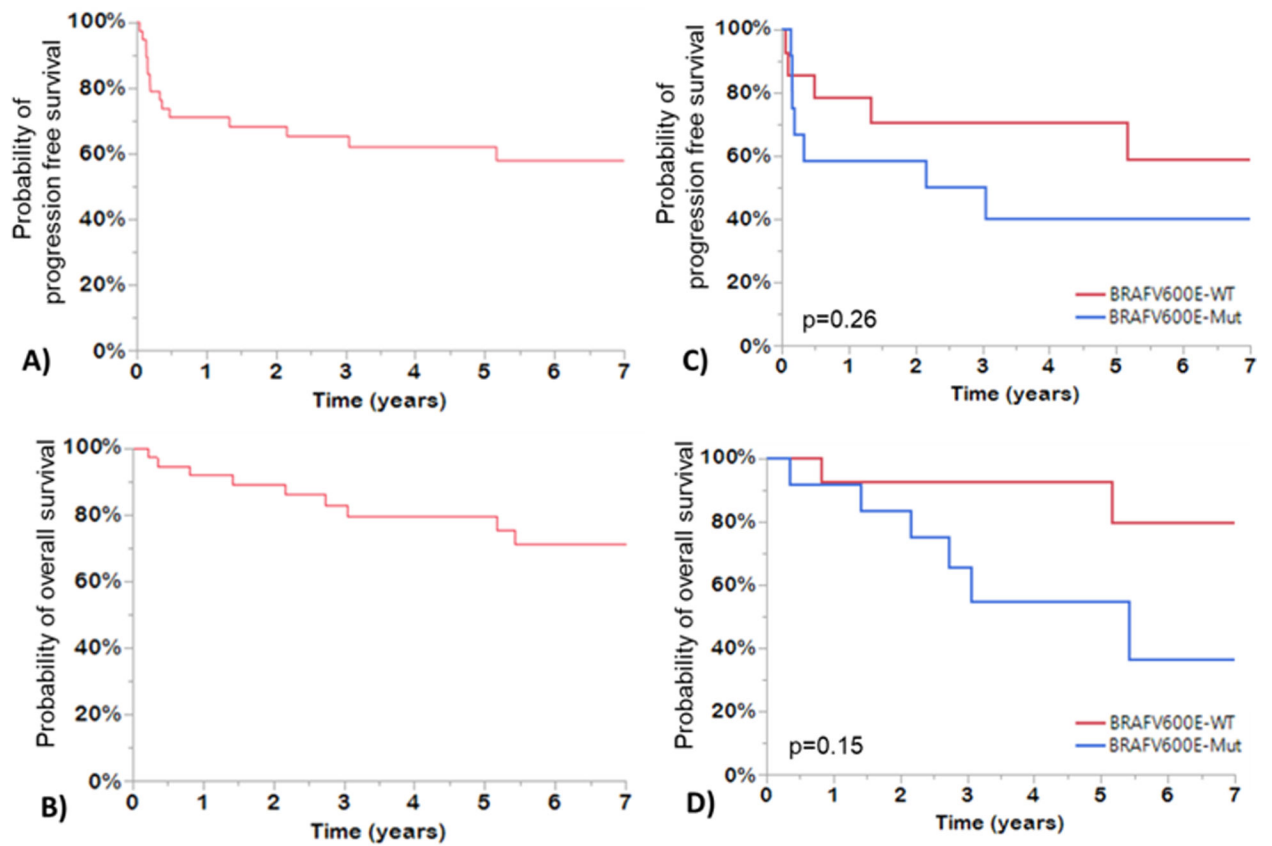 Probability of
progression free survival
100%
80%
60%
40%
20%
0%
0 1 2 3 4 5 6 7
Time (years)
A)
Probability of
progression free survival
100%
80%
60%
40%
20%
0%
BRAFV600E-WT
BRAFV600E-Mut
p=0.26
0 1 2 3 4 5 6 7
Time (years)
C)
Probability of overall survival
100%
80%
60%
40%
20%
0%
0 1 2 3 4 5 6 7
Time (years)
B)
Probability of overall survival
100%
80%
60%
40%
20%
0%
BRAFV600E-WT
BRAFV600E-Mut
p=0.15
0 1 2 3 4 5 6 7
Time (years)
D)